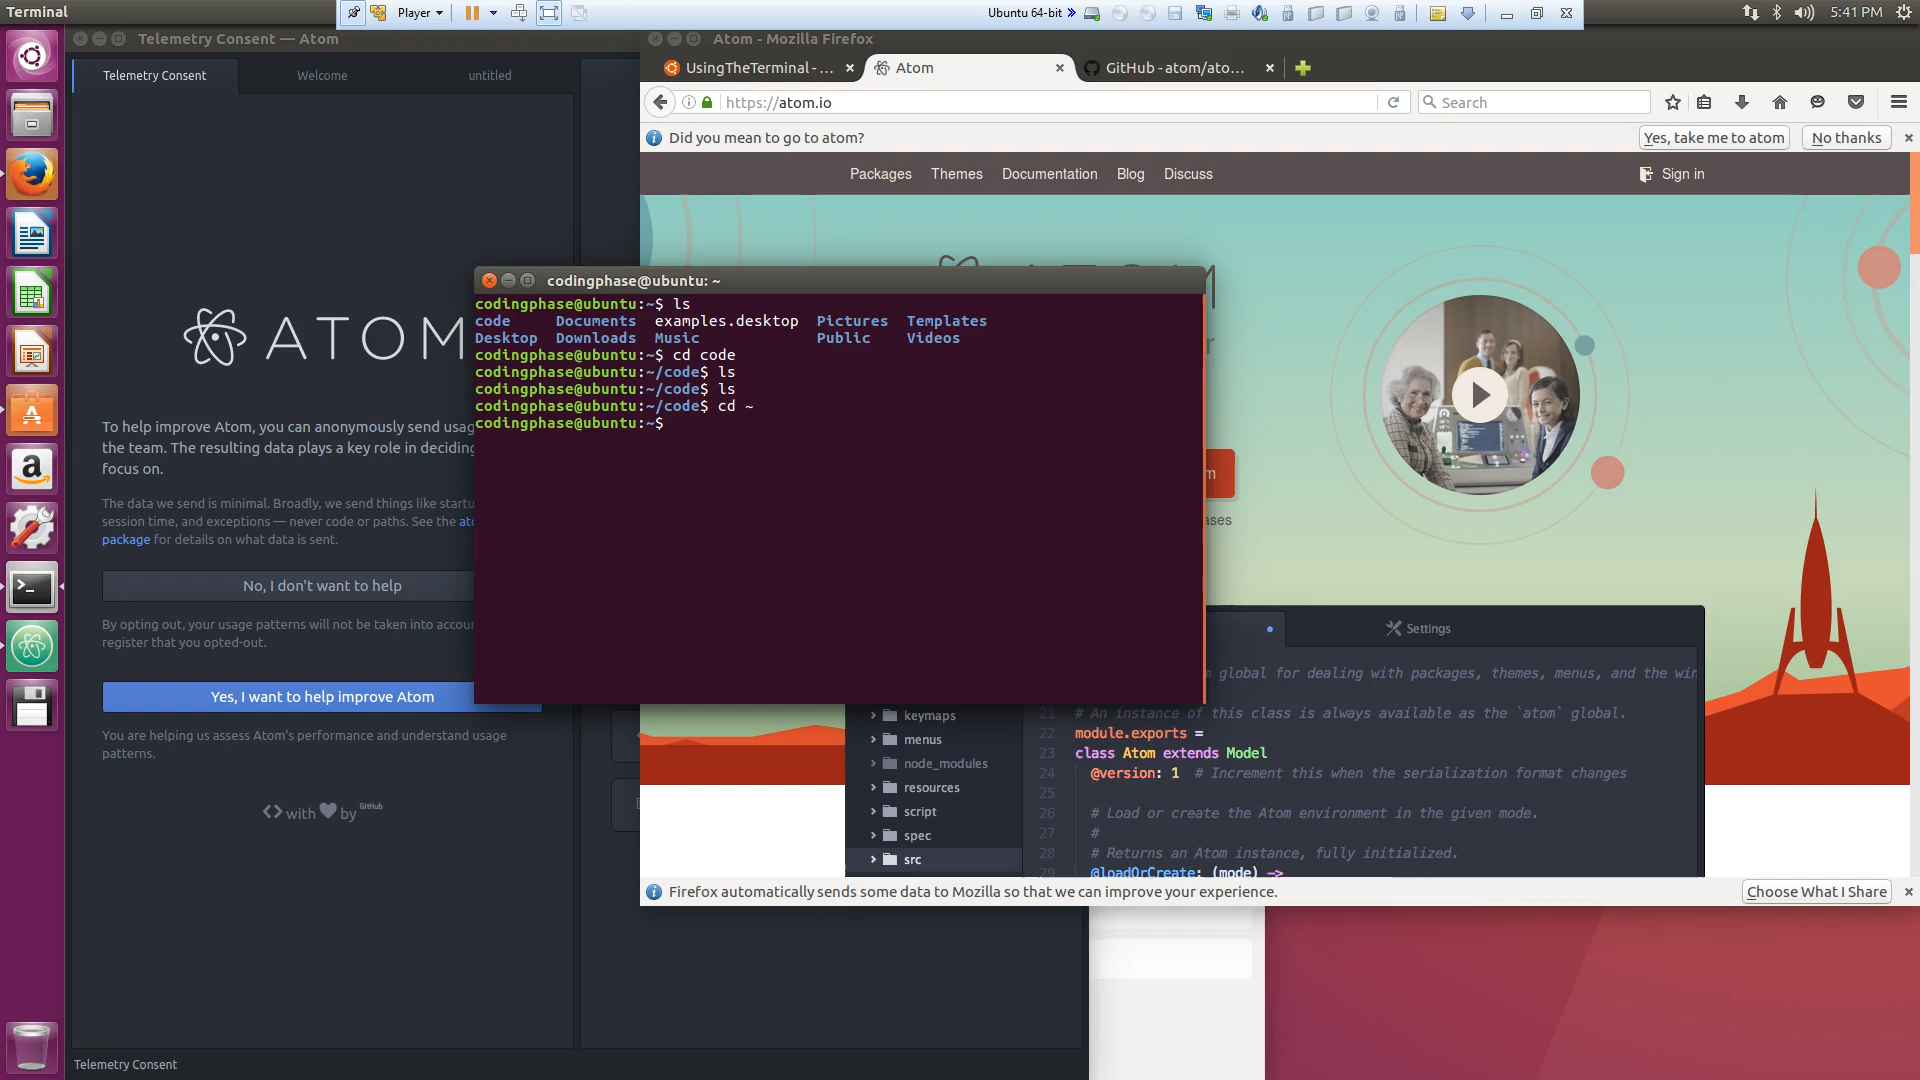 Terminal
Player
Ubuntu 64-bit
5:41 PM
Telemetry Consent — Atom
Telemetry Consent
Welcome
untitled
ATOM
To help improve Atom, you can anonymously send usag
the team. The resulting data plays a key role in deciding
focus on.
The data we send is minimal. Broadly, we send things like startu
session time, and exceptions — never code or paths. See the ato
package for details on what data is sent.
No, I don't want to help
By opting out, your usage patterns will not be taken into accou
register that you opted-out.
Yes, I want to help improve Atom
You are helping us assess Atom's performance and understand usage
patterns.
<> with by GitHub
Telemetry Consent
Atom - Mozilla Firefox
UsingTheTerminal - ...
Atom
GitHub - atom/ato...
https://atom.io
Search
Did you mean to go to atom?
Yes, take me to atom
No thanks
Packages
Themes
Documentation
Blog
Discuss
Sign in
codingphase@ubuntu: ~
codingphase@ubuntu:~$ ls
code Documents examples.desktop Pictures Templates
Desktop Downloads Music Public Videos
codingphase@ubuntu:~$ cd code
codingphase@ubuntu:~/code$ ls
codingphase@ubuntu:~/code$ ls
codingphase@ubuntu:~/code$ cd ~
codingphase@ubuntu:~$
r
m
ases
Settings
global for dealing with packages, themes, menus, and the win
keymaps
menus
node_modules
resources
script
spec
src
21 # An instance of this class is always available as the `atom` global.
22 module.exports =
23 class Atom extends Model
24 @version: 1 # Increment this when the serialization format changes
25
26 # Load or create the Atom environment in the given mode.
27 #
28 # Returns an Atom instance, fully initialized.
29 @loadOrCreate: (mode) ->
Firefox automatically sends some data to Mozilla so that we can improve your experience.
Choose What I Share